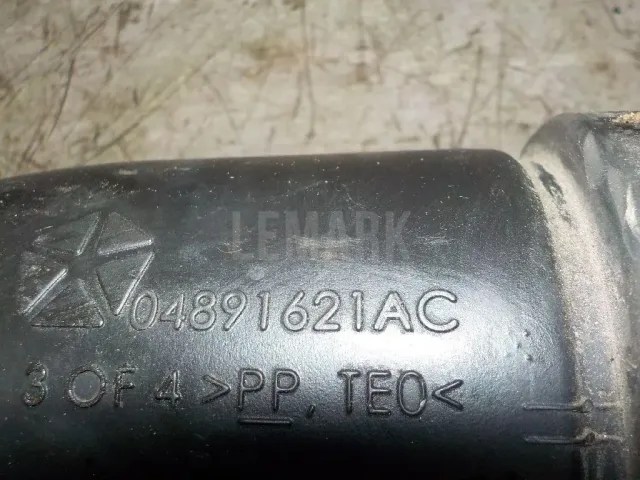 LEMARK
04891621AC
3 OF 4 >PP, TEO<